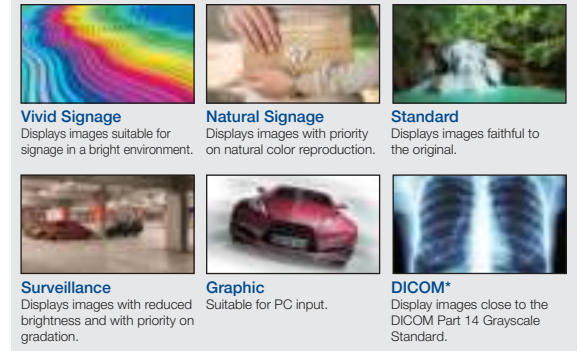 Vivid Signage
Displays images suitable for
signage in a bright environment.
Natural Signage
Displays images with priority
on natural color reproduction.
Standard
Displays images faithful to
the original.
Surveillance
Displays images with reduced
brightness and with priority on
gradation.
Graphic
Suitable for PC input.
DICOM*
Display images close to the
DICOM Part 14 Grayscale
Standard.